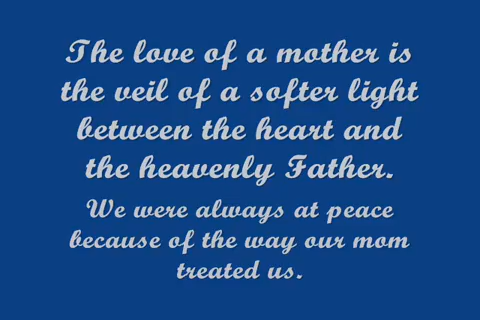 The love of a mother is
the veil of a softer light
between the heart and
the heavenly Father.
We were always at peace
because of the way our mom
treated us.